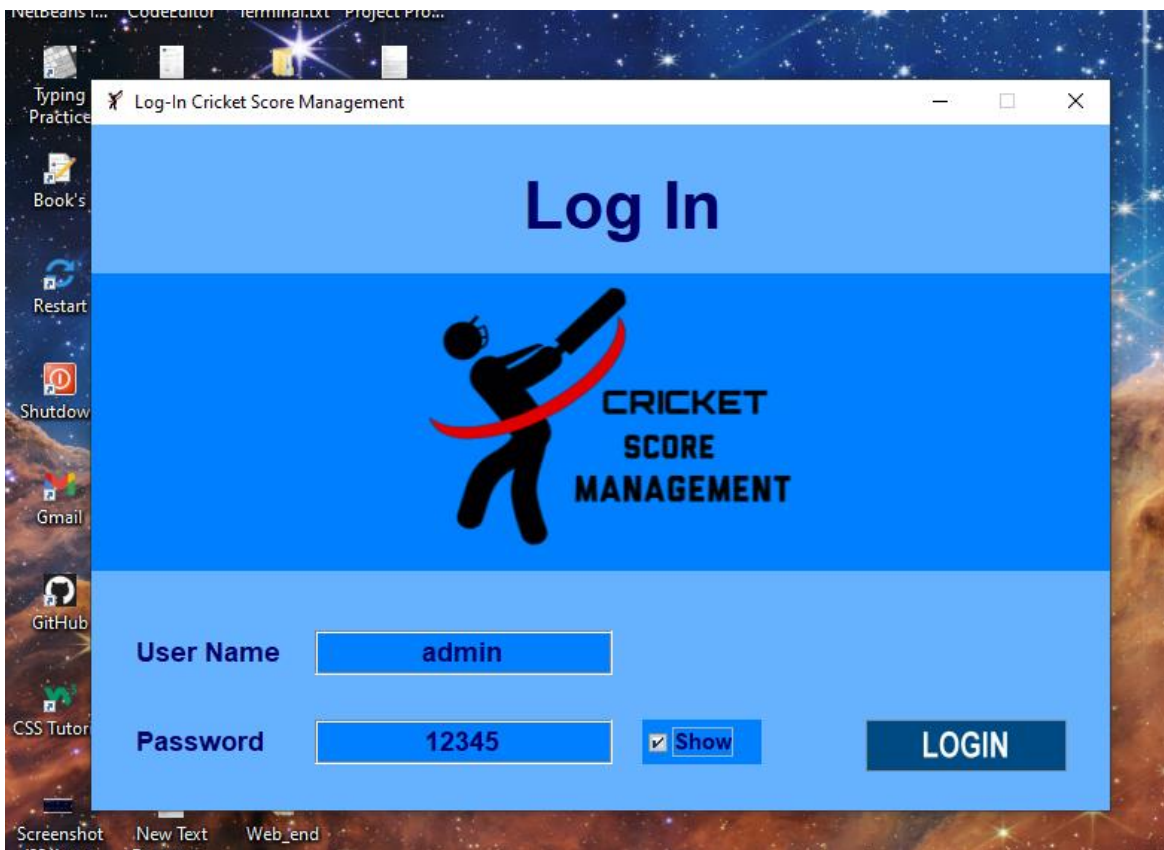 NetBeans I... CodeEditor Terminal.txt Project Pro...
Typing
Practice
Log-In Cricket Score Management
Book's
Log In
Restart
CRICKET
SCORE
MANAGEMENT
Shutdow
Gmail
GitHub
User Name admin
CSS Tutori
Password 12345 Show LOGIN
Screenshot New Text Web_end